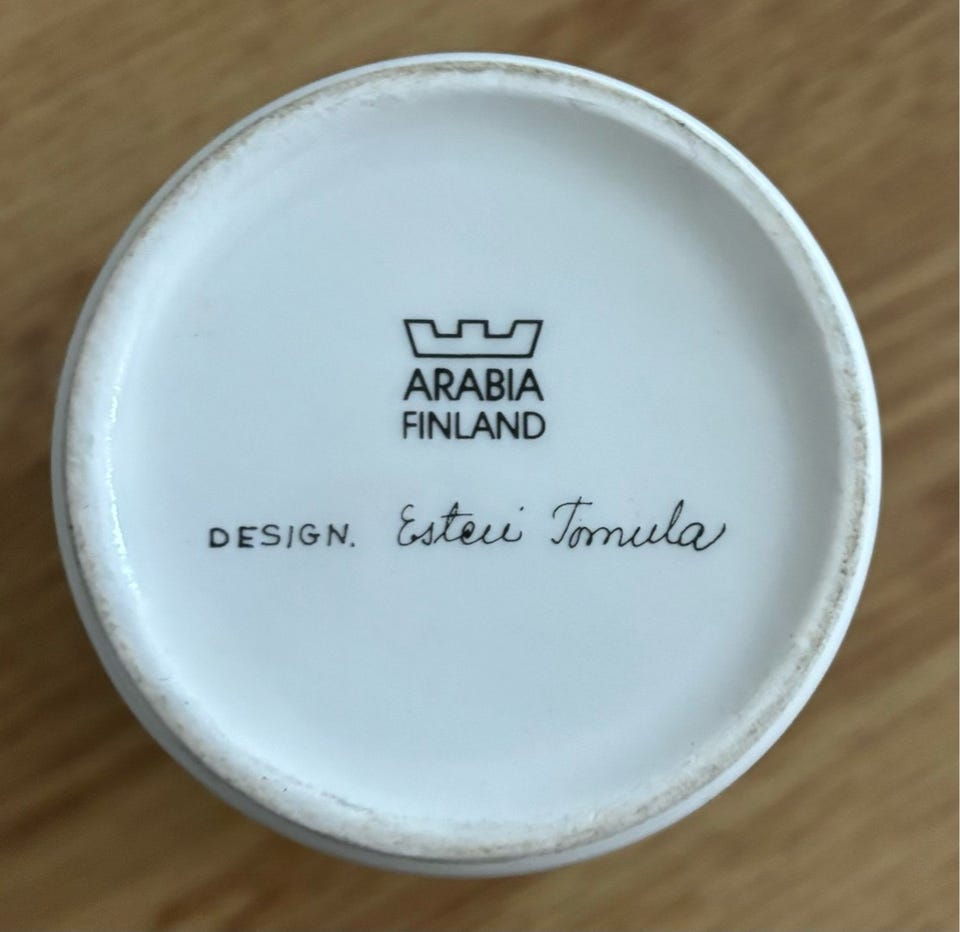 ARABIA
FINLAND
DESIGN. Esteri Tomula